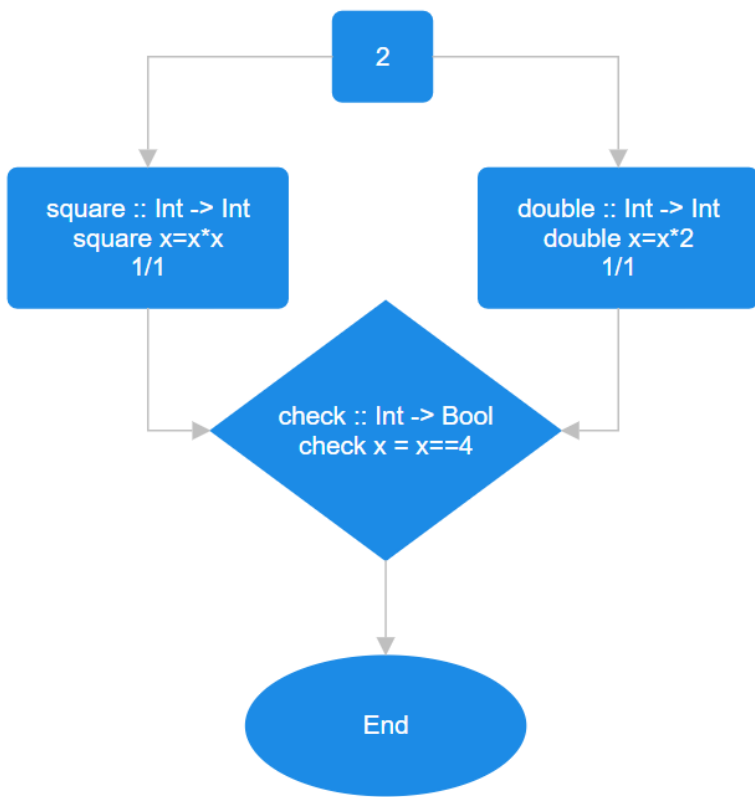 2
square :: Int -> Int
square x=x*x
1/1
double :: Int -> Int
double x=x*2
1/1
check :: Int -> Bool
check x = x==4
End